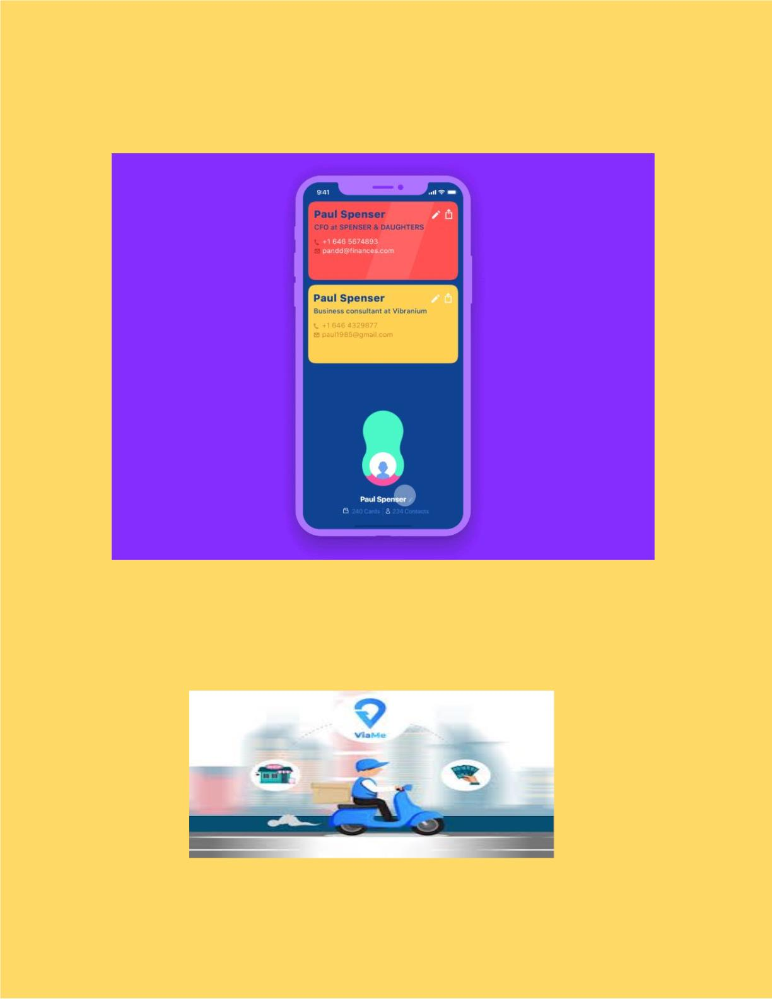 9:41
Paul Spenser
CFO at SPENSER & DAUGHTERS
+1 646 5674893
pandd@finances.com
Paul Spenser
Business consultant at Vibranium
+1 646 4329877
paul1985@gmail.com
Paul Spenser
240 Cards | 234 Contacts
ViaMe